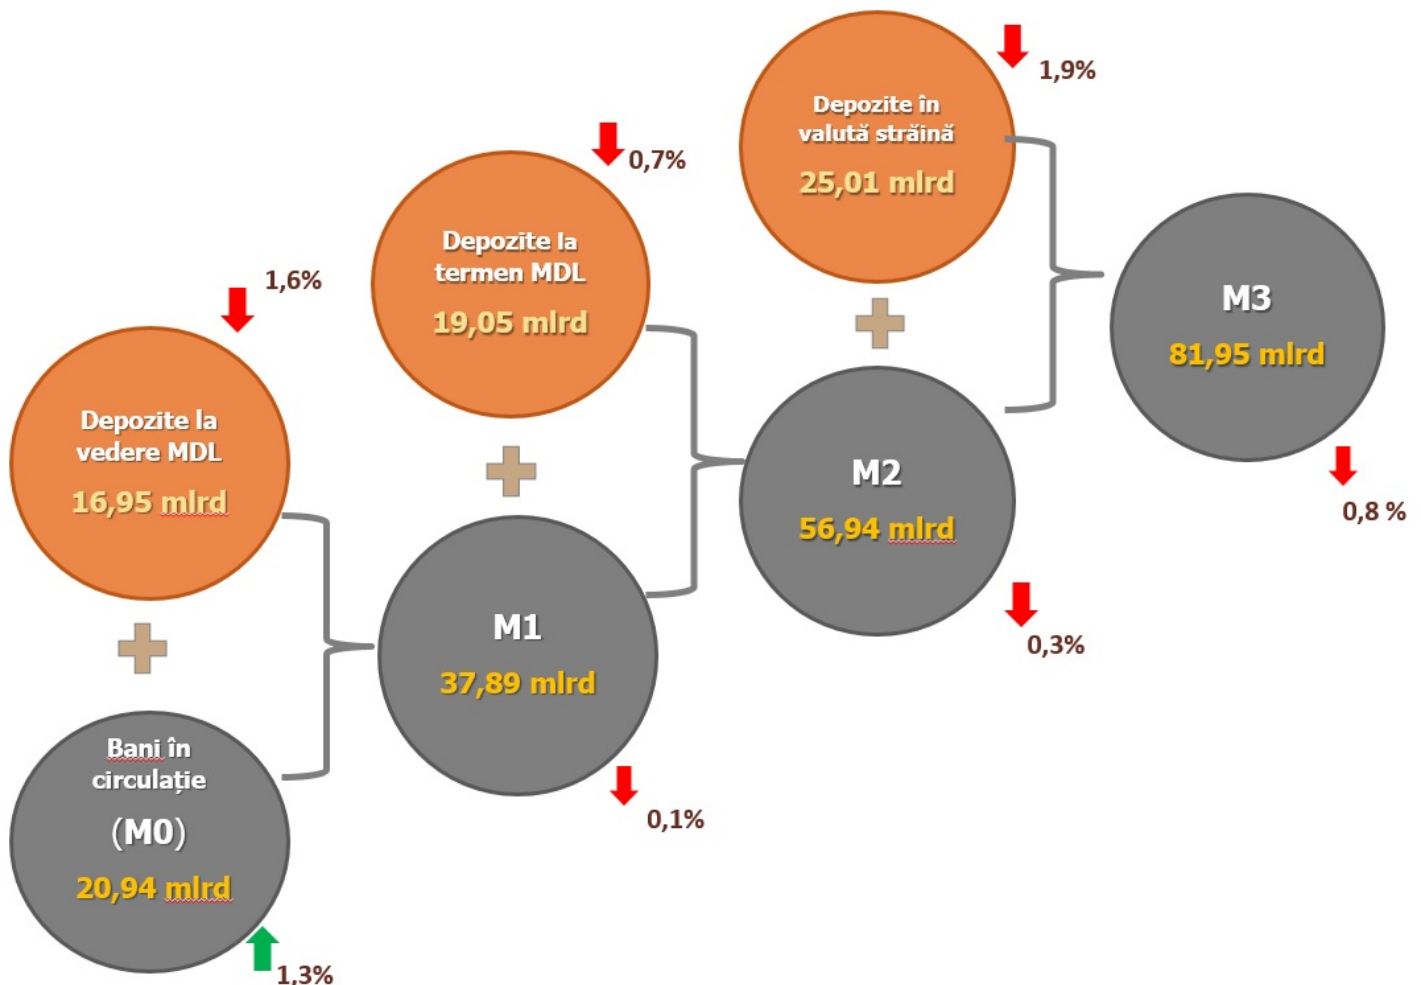 1,6%
Depozite la
vedere MDL
16,95 mlrd
Bani în
circulație
(M0)
20,94 mlrd
1,3%
0,7%
Depozite la
termen MDL
19,05 mlrd
M1
37,89 mlrd
0,1%
1,9%
Depozite în
valută străină
25,01 mlrd
M2
56,94 mlrd
0,3%
M3
81,95 mlrd
0,8 %